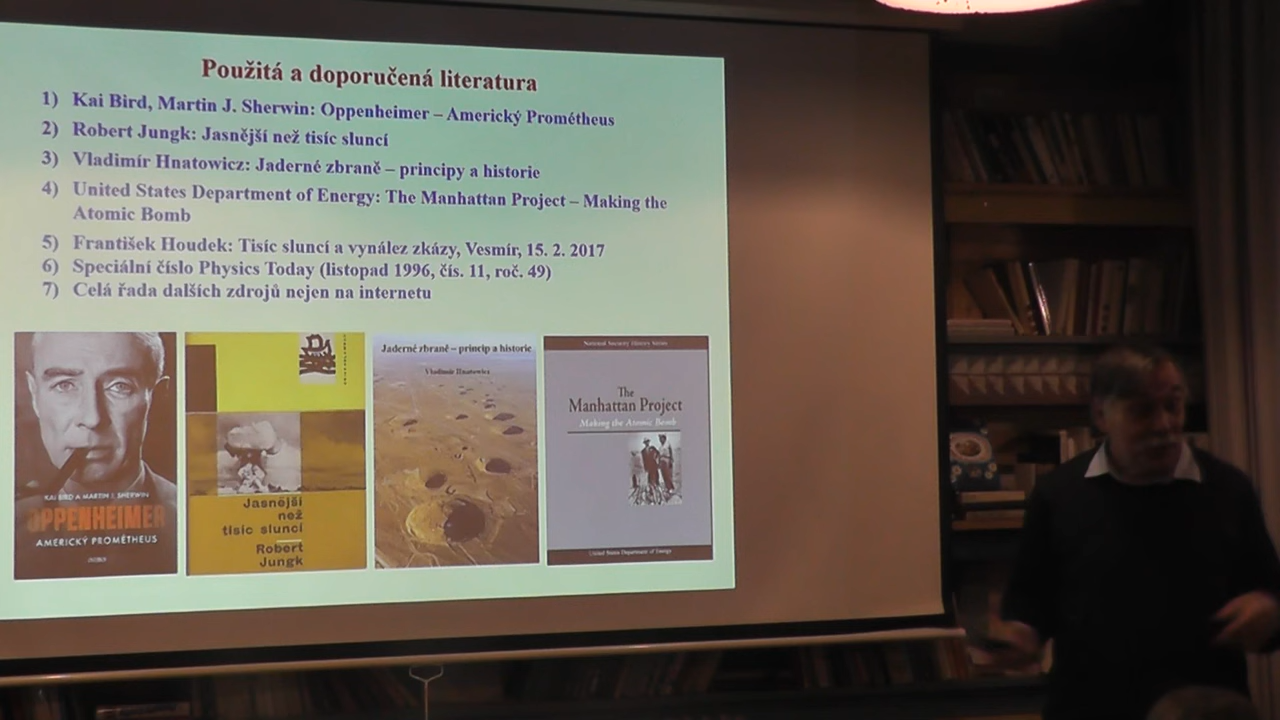 Použitá a doporučená literatura
1) Kai Bird, Martin J. Sherwin: Oppenheimer – Americký Prométheus
2) Robert Jungk: Jasnější než tisíc sluncí
3) Vladimír Hnatowicz: Jaderné zbraně – principy a historie
4) United States Department of Energy: The Manhattan Project – Making the
Atomic Bomb
5) František Houdek: Tisíc sluncí a vynález zkázy, Vesmír, 15. 2. 2017
6) Speciální číslo Physics Today (listopad 1996, čís. 11, roč. 49)
7) Celá řada dalších zdrojů nejen na internetu
KAI BIRD A MARTIN J. SHERWIN
OPPENHEIMER
AMERICKÝ PROMÉTHEUS
Jasnější
než
tisíc sluncí
Robert
Jungk
Jaderné zbraně – princip a historie
Vladimír Hnatowicz
National Security History Series
The
Manhattan Project
Making the Atomic Bomb
United States Department of Energy